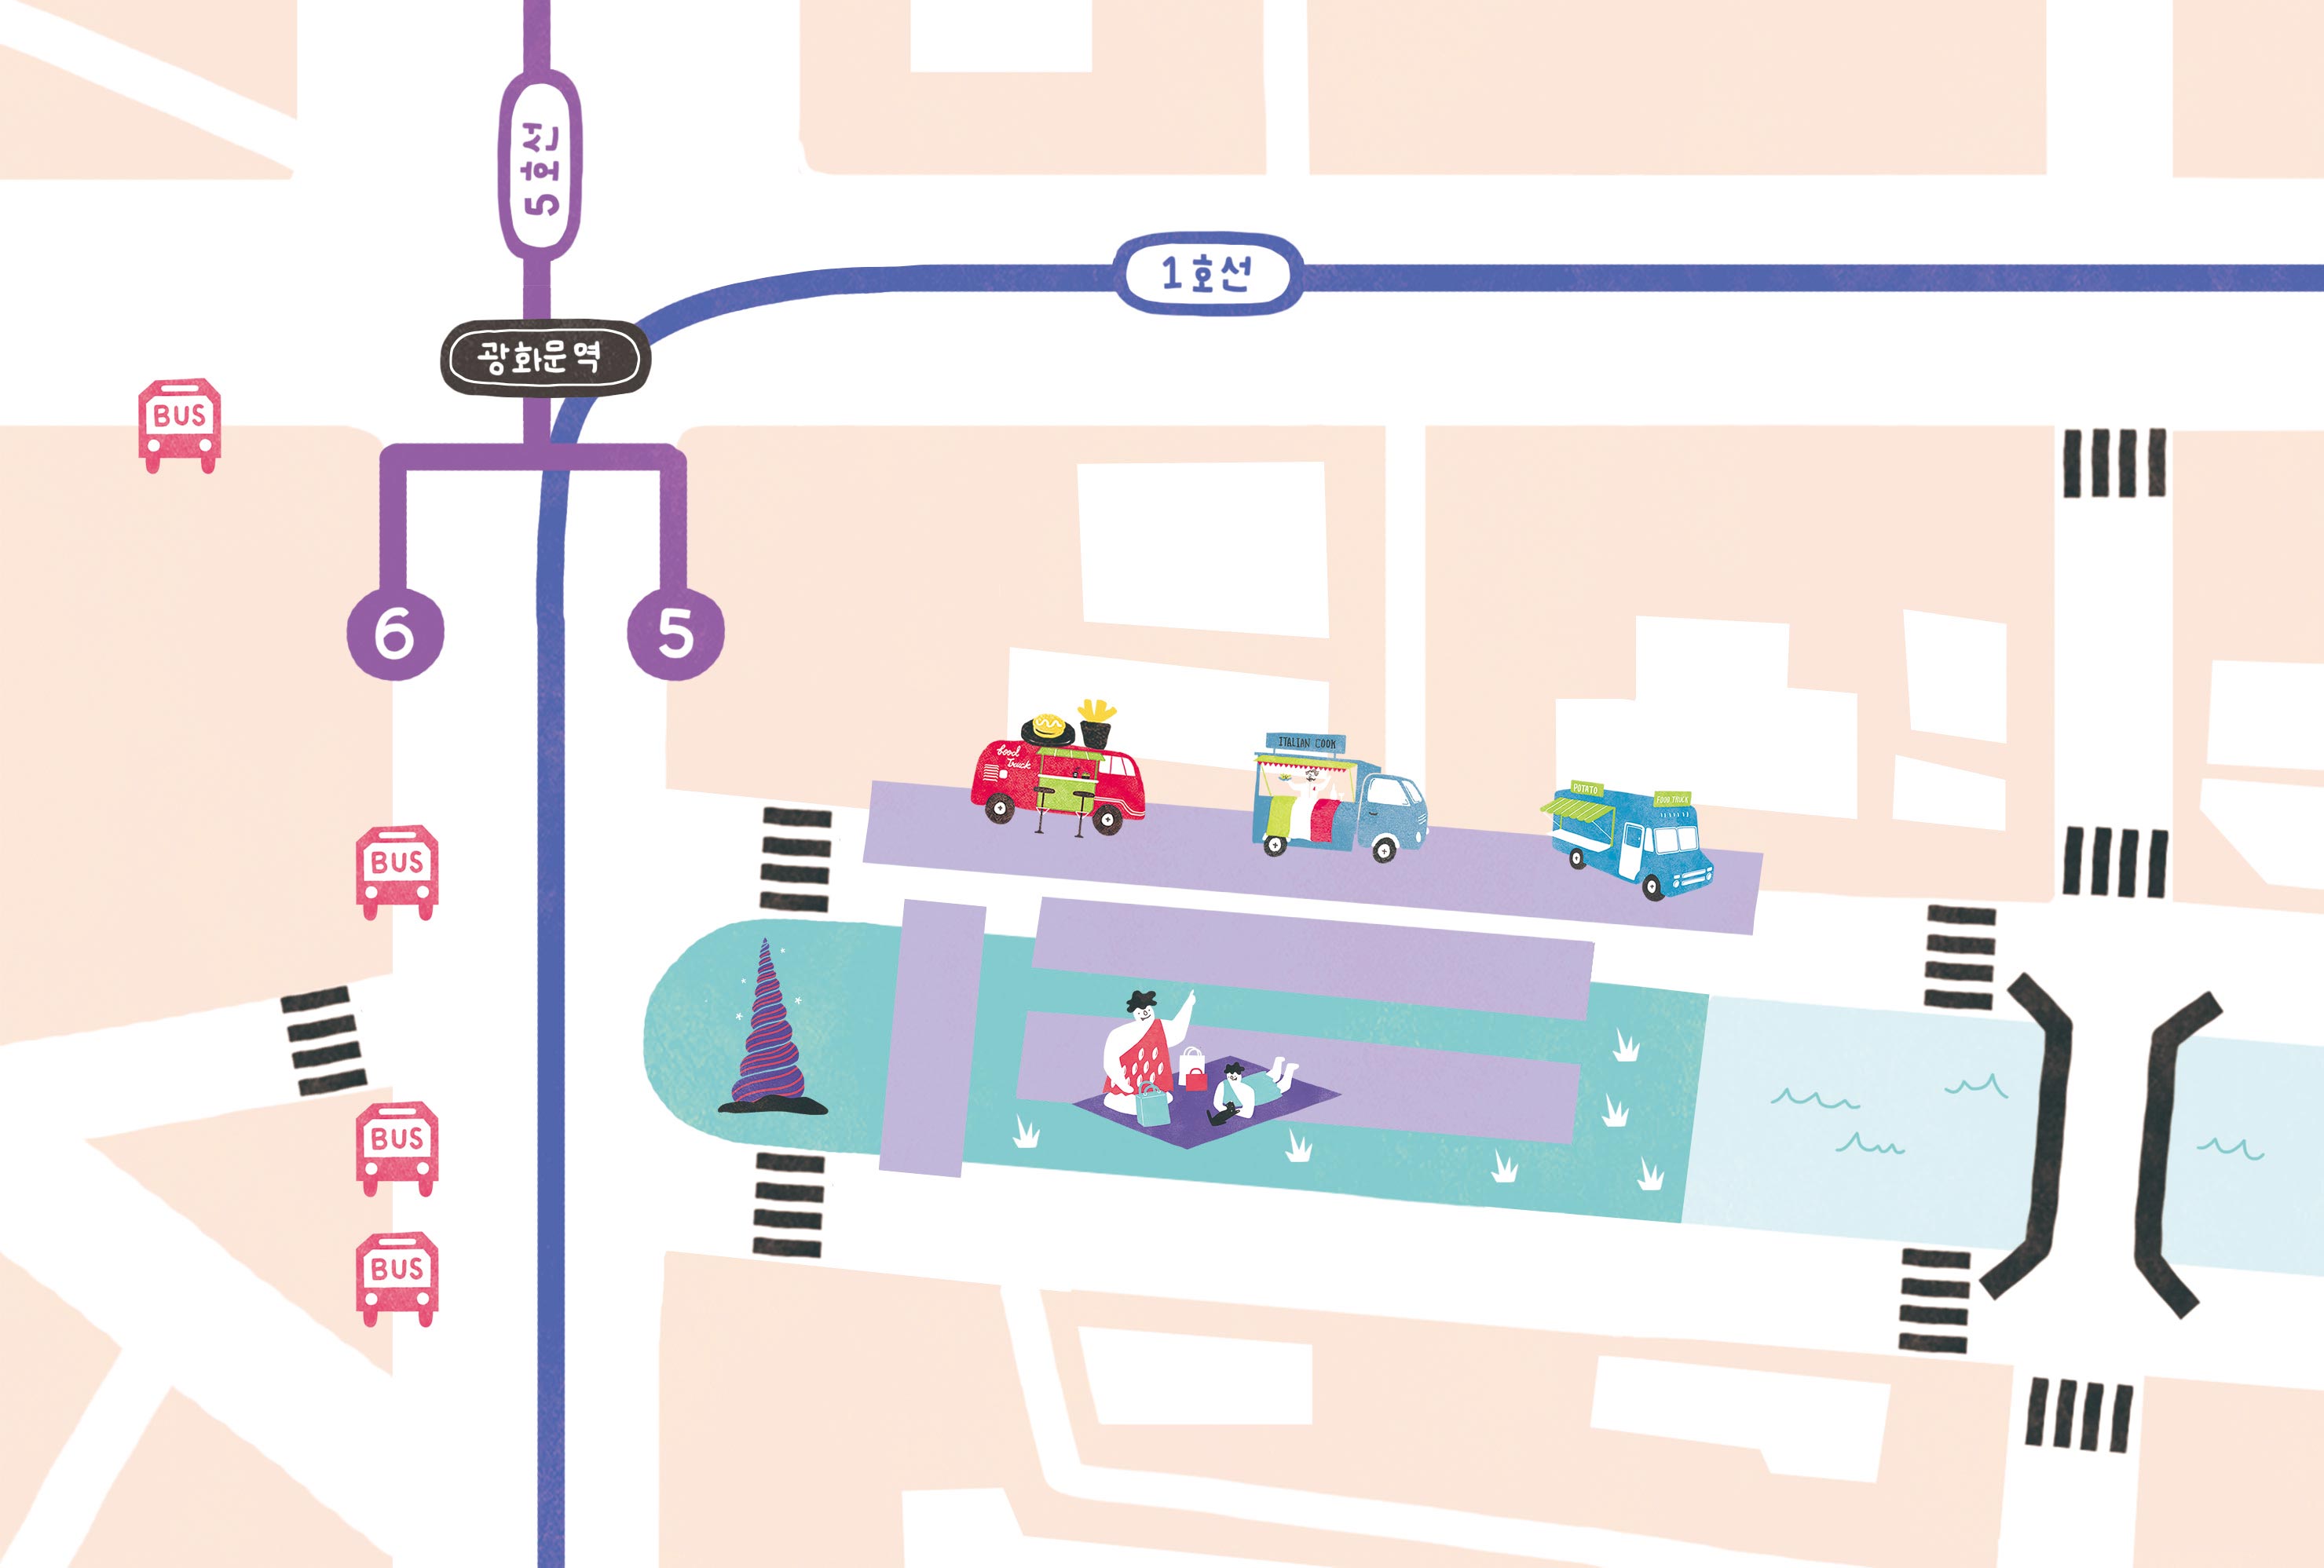 5호선
1호선
광화문역
BUS
6
5
food
Truck
ITALIAN COOK
POTATO
FOOD TRUCK
BUS
BUS
BUS